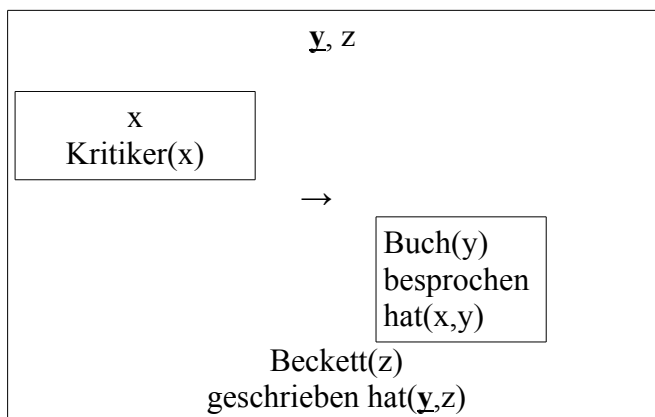 y, z
x
Kritiker(x)
→
Buch(y)
besprochen
hat(x,y)
Beckett(z)
geschrieben hat(y,z)